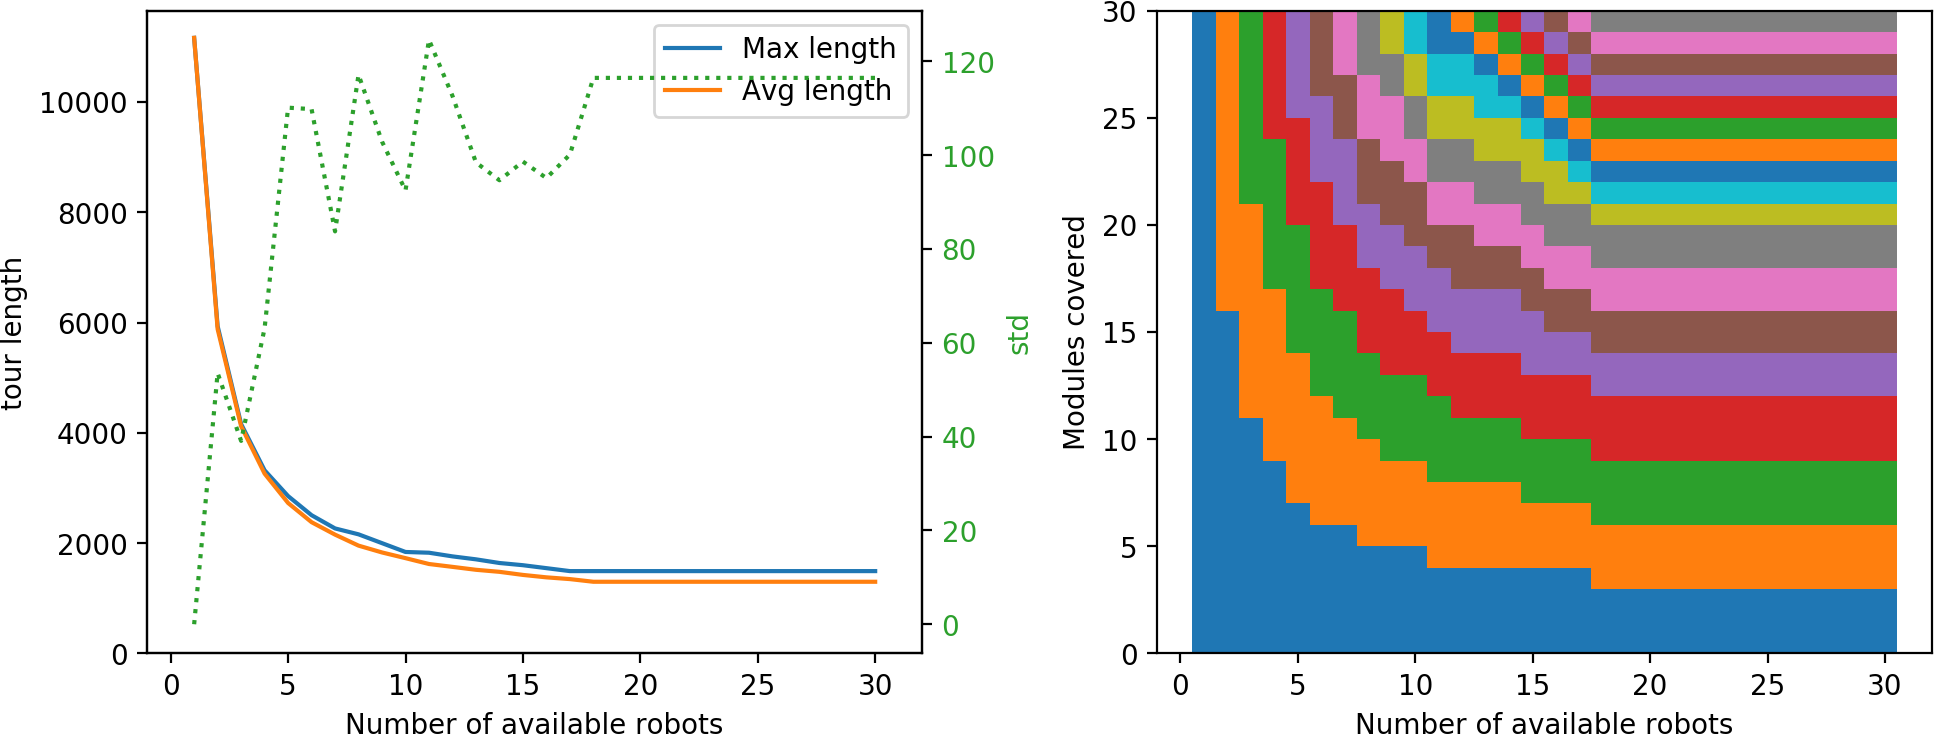 Max length
Avg length
10000
8000
6000
4000
2000
0
tour length
120
100
80
60
40
20
0
std
0 5 10 15 20 25 30
Number of available robots
30
25
20
15
10
5
0
Modules covered
0 5 10 15 20 25 30
Number of available robots